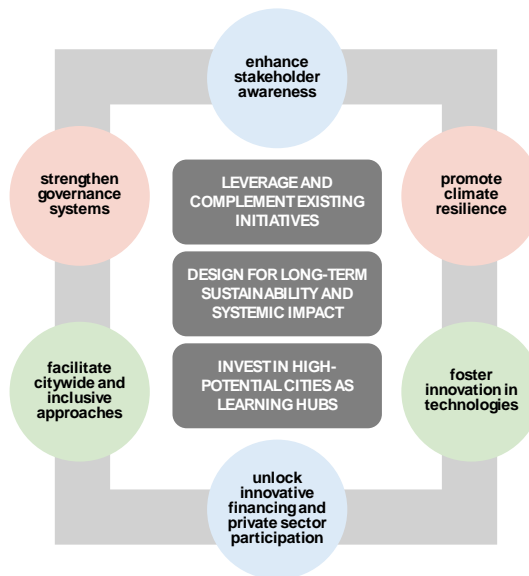 enhance
stakeholder
awareness
strengthen
governance
systems
LEVERAGE AND
COMPLEMENT EXISTING
INITIATIVES
promote
climate
resilience
DESIGN FOR LONG-TERM
SUSTAINABILITY AND
SYSTEMIC IMPACT
facilitate
citywide and
inclusive
approaches
INVEST IN HIGH-
POTENTIAL CITIES AS
LEARNING HUBS
foster
innovation in
technologies
unlock
innovative
financing and
private sector
participation